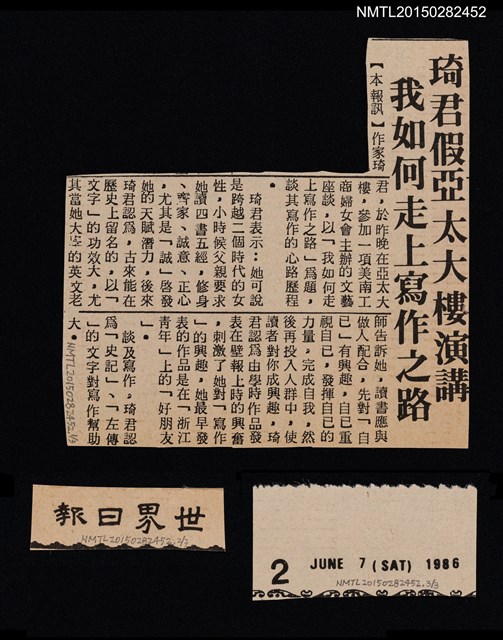 NMTL20150282452
琦君假亞太大樓演講
我如何走上寫作之路
【本報訊】作家琦
君,於昨晚在亞太大
樓,參加一項美南工
商婦女會主辦的文藝
座談,以「我如何走
上寫作之路」爲題,
談其寫作的心路歷程
。
琦君表示:她可說
是跨越二個時代的女
性,小時候父親要求
她讀四書五經,修身
、齊家、誠意、正心
,尤其是「誠」啓發
她的天賦潛力,後來
琦君認爲,古來能在
歷史上留名的,以「
文字」的功效大,尤
其當她大空的英文老
師告訴她,讀書應與
做人配合,先對「自
己」有興趣,自己重
視自己,發揮自己的
力量,完成自我,然
後再投入人群中,使
讀者對你成興趣,琦
君認爲由學時作品發
表在壁報上時的興奮
,刺激了她對「寫作
」的興趣,她最早發
表的作品是在「浙江
青年」上的「好朋友
」。
談及寫作,琦君認
爲「史記」、「左傳
」的文字對寫作幫助
大。
NMTL20150282452.1/3
世界日報
NMTL20150282452.2/3
2 JUNE 7 (SAT) 1986
NMTL20150282452.3/3